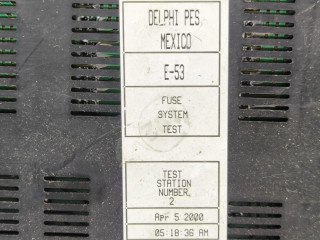 DELPHI PES
MEXICO
E-53
FUSE
SYSTEM
TEST
TEST
STATION
NUMBER,
2
Apr 5 2000
05:18:36 AM